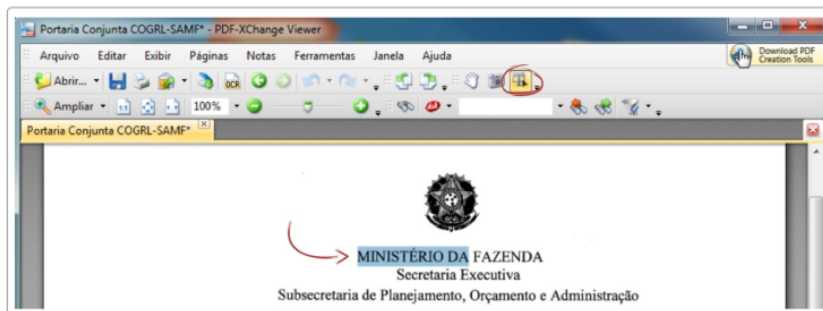 Portaria Conjunta COGRL-SAMF* - PDF-XChange Viewer
Arquivo Editar Exibir Páginas Notas Ferramentas Janela Ajuda
Download PDF
Creation Tools
Abrir...
OCR
Ampliar 100%
Portaria Conjunta COGRL-SAMF*
MINISTÉRIO DA FAZENDA
Secretaria Executiva
Subsecretaria de Planejamento, Orçamento e Administração